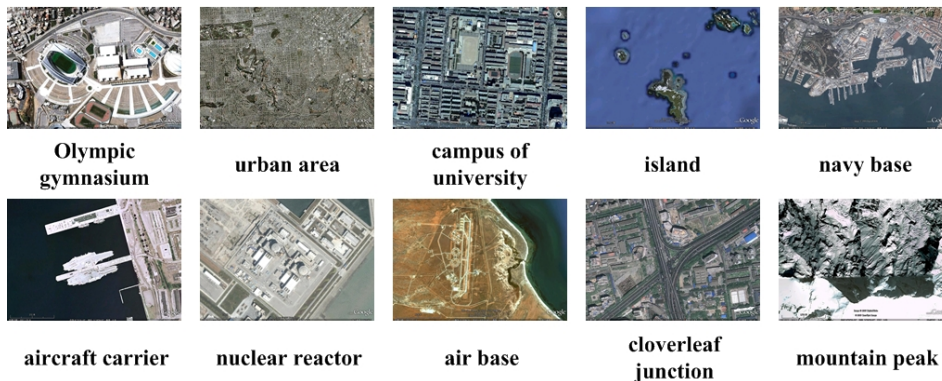 Olympic
gymnasium
urban area
campus of
university
island
navy base
aircraft carrier
nuclear reactor
air base
cloverleaf
junction
mountain peak